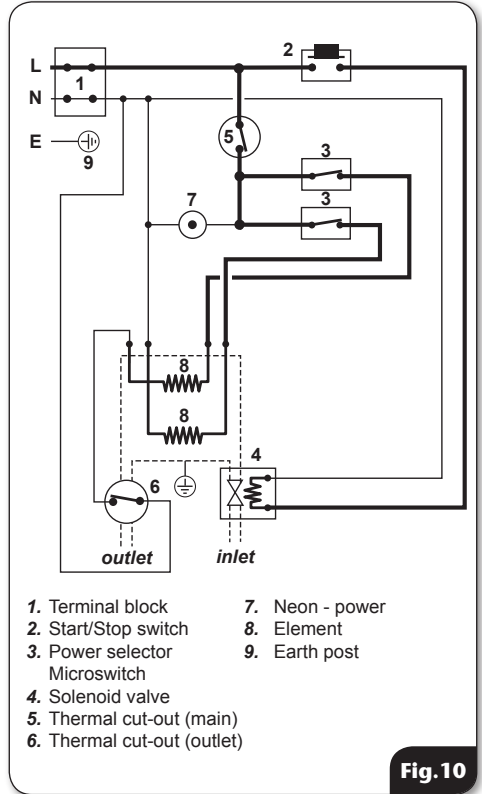 L
N
E
1
2
9
5
3
3
7
8
8
4
6
outlet
inlet
1. Terminal block
2. Start/Stop switch
3. Power selector
Microswitch
4. Solenoid valve
5. Thermal cut-out (main)
6. Thermal cut-out (outlet)
7. Neon - power
8. Element
9. Earth post
Fig.10